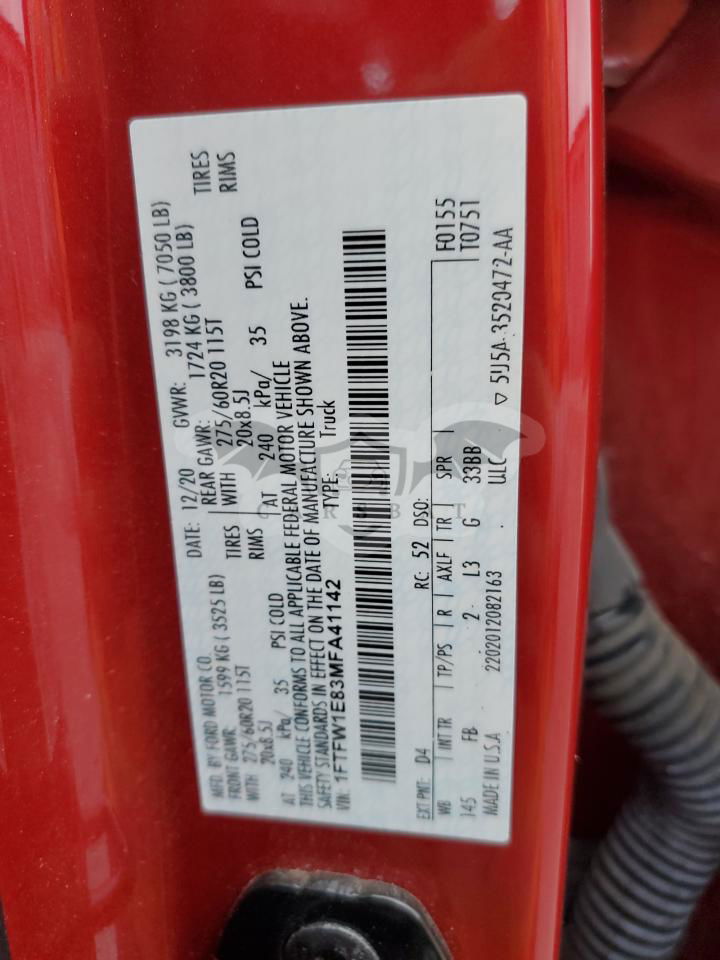 MFD. BY FORD MOTOR CO.
DATE: 12/20 GVWR: 3198 KG ( 7050 LB)
FRONT GAWR: 1599 KG ( 3525 LB) REAR GAWR: 1724 KG ( 3800 LB)
WITH 275/60R20 115T TIRES WITH 275/60R20 115T TIRES
20x8.5J RIMS 20x8.5J RIMS
AT 240 kPa/ 35 PSI COLD AT 240 kPa/ 35 PSI COLD
THIS VEHICLE CONFORMS TO ALL APPLICABLE FEDERAL MOTOR VEHICLE
SAFETY STANDARDS IN EFFECT ON THE DATE OF MANUFACTURE SHOWN ABOVE.
VIN: 1FTFW1E83MFA41142 TYPE: Truck
EXT PNT: D4 RC: 52 DSO: F0155
WB INT TR TP/PS R AXLE TR SPR T0751
145 FB 2 L3 G 33BB
MADE IN U.S.A 2202012082163 ULC 5U5A-3520472-AA